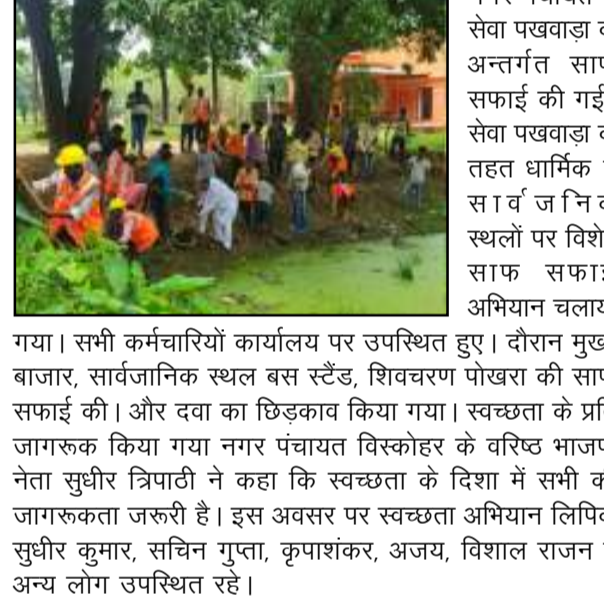 सेवा पखवाड़ा
अन्तर्गत
सफाई की गई
सेवा पखवाड़ा
तहत धार्मिक
सार्वजनिक
स्थलों पर
साफ सफाई
अभियान
गया। सभी कर्मचारियों कार्यालय पर उपस्थित हुए। दौरान
बाजार, सार्वजानिक स्थल बस स्टैंड, शिवचरण पोखरा की
सफाई की। और दवा का छिड़काव किया गया। स्वच्छता के
जागरूक किया गया नगर पंचायत विस्कोहर के वरिष्ठ
नेता सुधीर त्रिपाठी ने कहा कि स्वच्छता के दिशा में सभी
जागरूकता जरूरी है। इस अवसर पर स्वच्छता अभियान
सुधीर कुमार, सचिन गुप्ता, कृपाशंकर, अजय, विशाल राजन
अन्य लोग उपस्थित रहे।